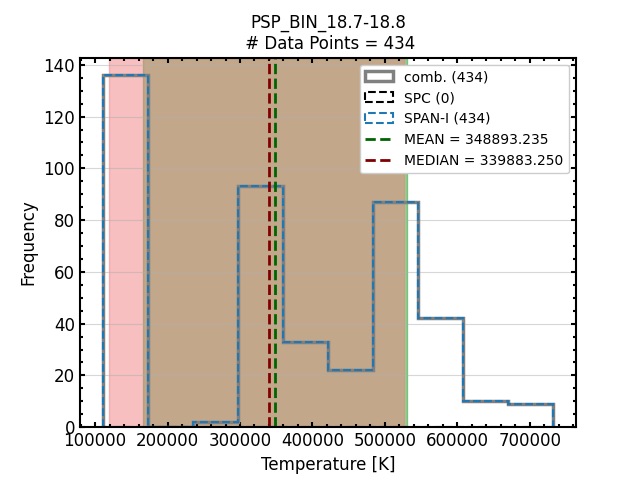 PSP_BIN_18.7-18.8
# Data Points = 434
comb. (434)
SPC (0)
SPAN-I (434)
MEAN = 348893.235
MEDIAN = 339883.250
Frequency
140
120
100
80
60
40
20
0
100000 200000 300000 400000 500000 600000 700000
Temperature [K]